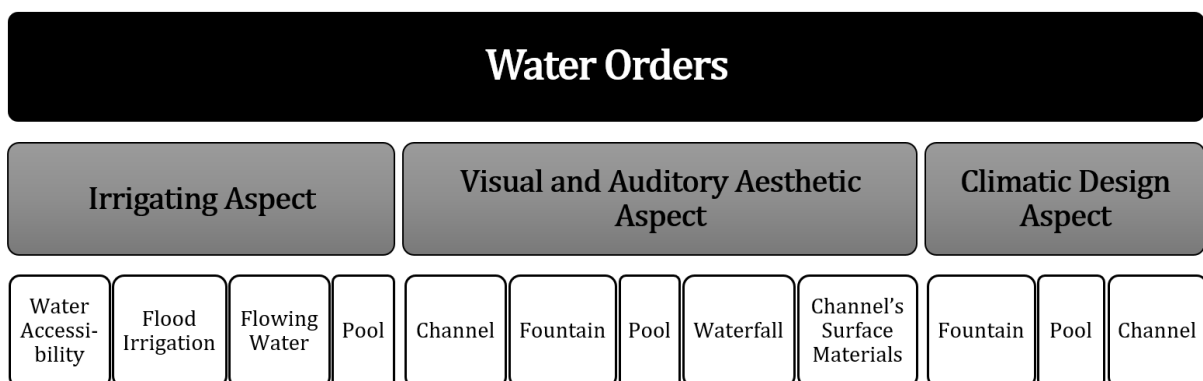 Water Orders
Irrigating Aspect
Visual and Auditory Aesthetic
Aspect
Climatic Design
Aspect
Water
Accessi-
bility
Flood
Irrigation
Flowing
Water
Pool
Channel
Fountain
Pool
Waterfall
Channel's
Surface
Materials
Fountain
Pool
Channel